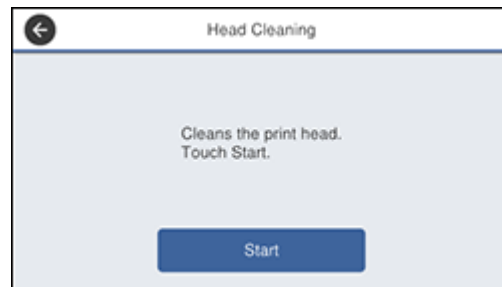 Head Cleaning
Cleans the print head.
Touch Start.
Start